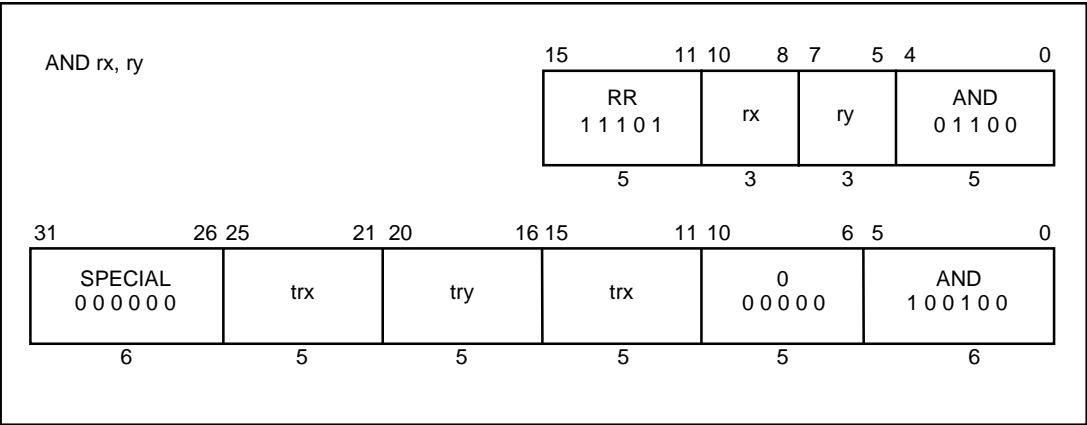 AND rx, ry
15 11 10 8 7 5 4 0
RR rx ry AND
1 1 1 0 1 0 1 1 0 0
5 3 3 5
31 26 25 21 20 16 15 11 10 6 5 0
SPECIAL trx try trx 0 AND
0 0 0 0 0 0 0 0 0 0 0 1 0 0 1 0 0
6 5 5 5 5 6